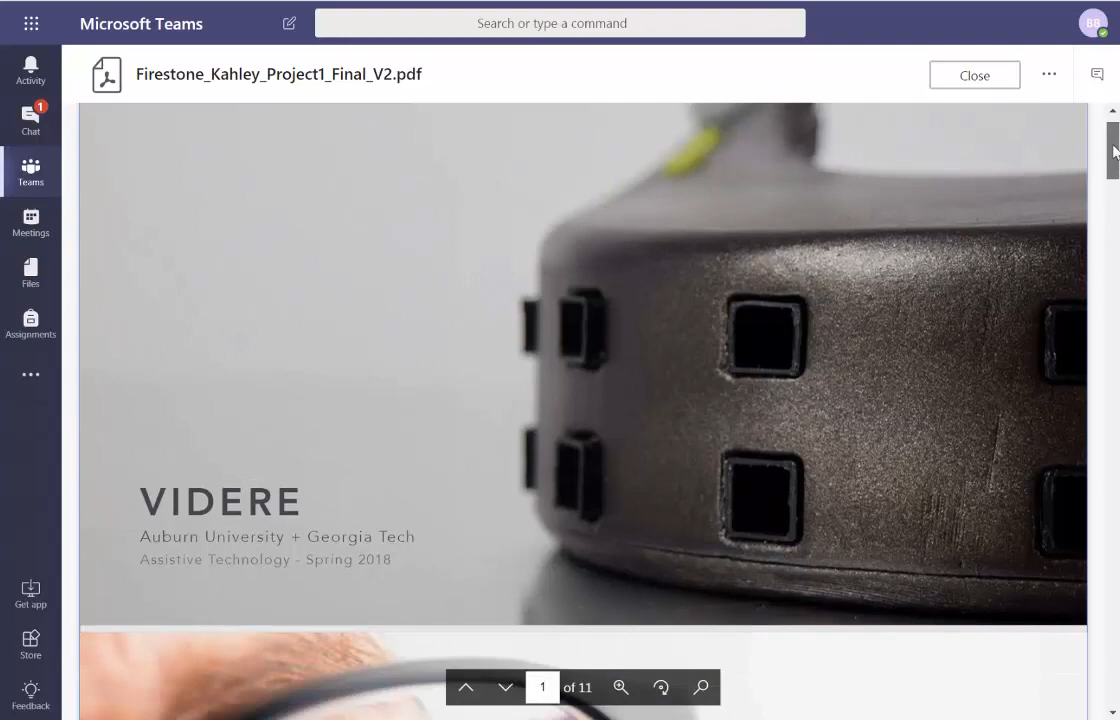 Microsoft Teams
Search or type a command
BB
Activity
Firestone_Kahley_Project1_Final_V2.pdf
Close
1
Chat
Teams
Meetings
Files
Assignments
VIDERE
Auburn University + Georgia Tech
Assistive Technology - Spring 2018
Get app
Store
Feedback
1 of 11